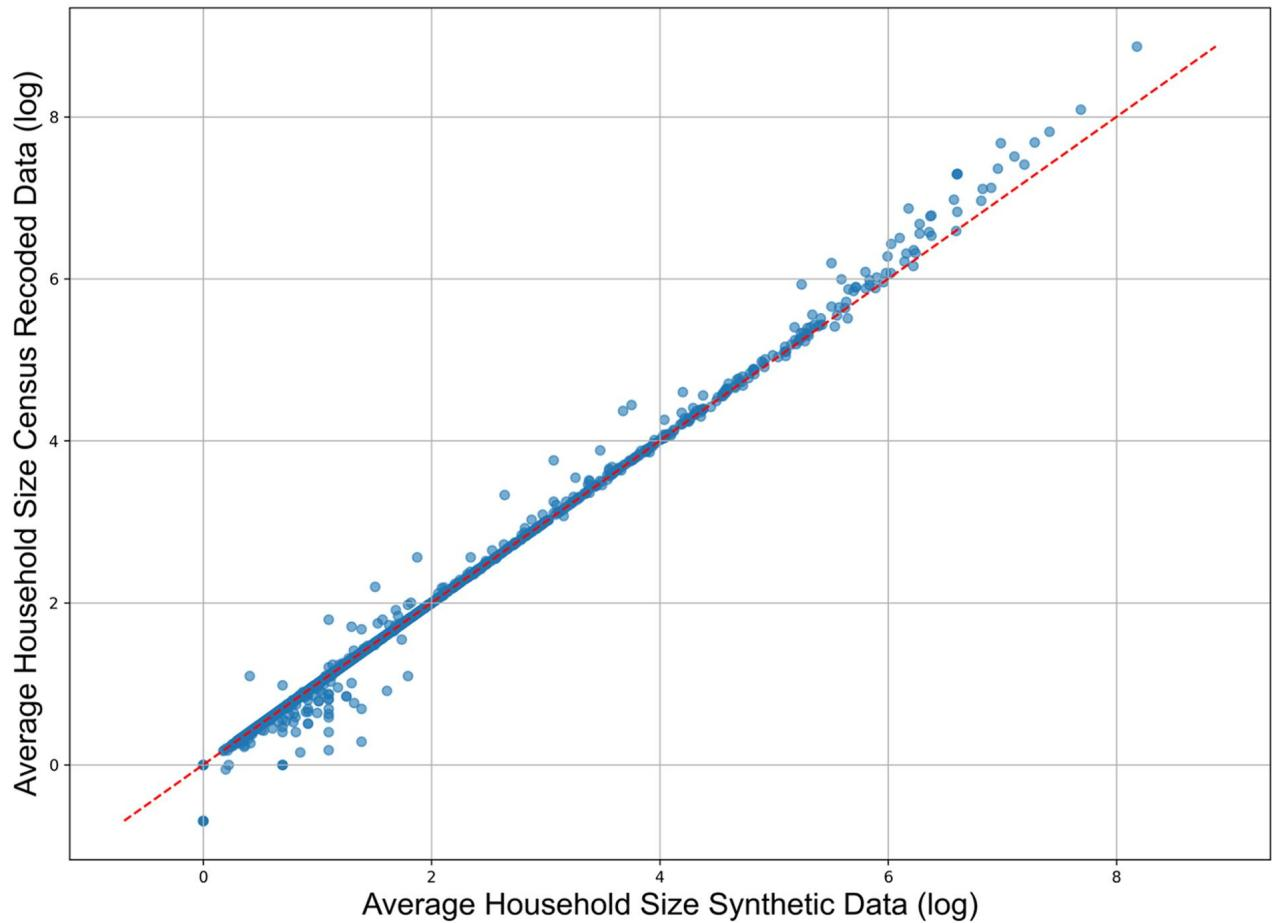 Average Household Size Census Recoded Data (log)
8
6
4
2
0
0 2 4 6 8
Average Household Size Synthetic Data (log)